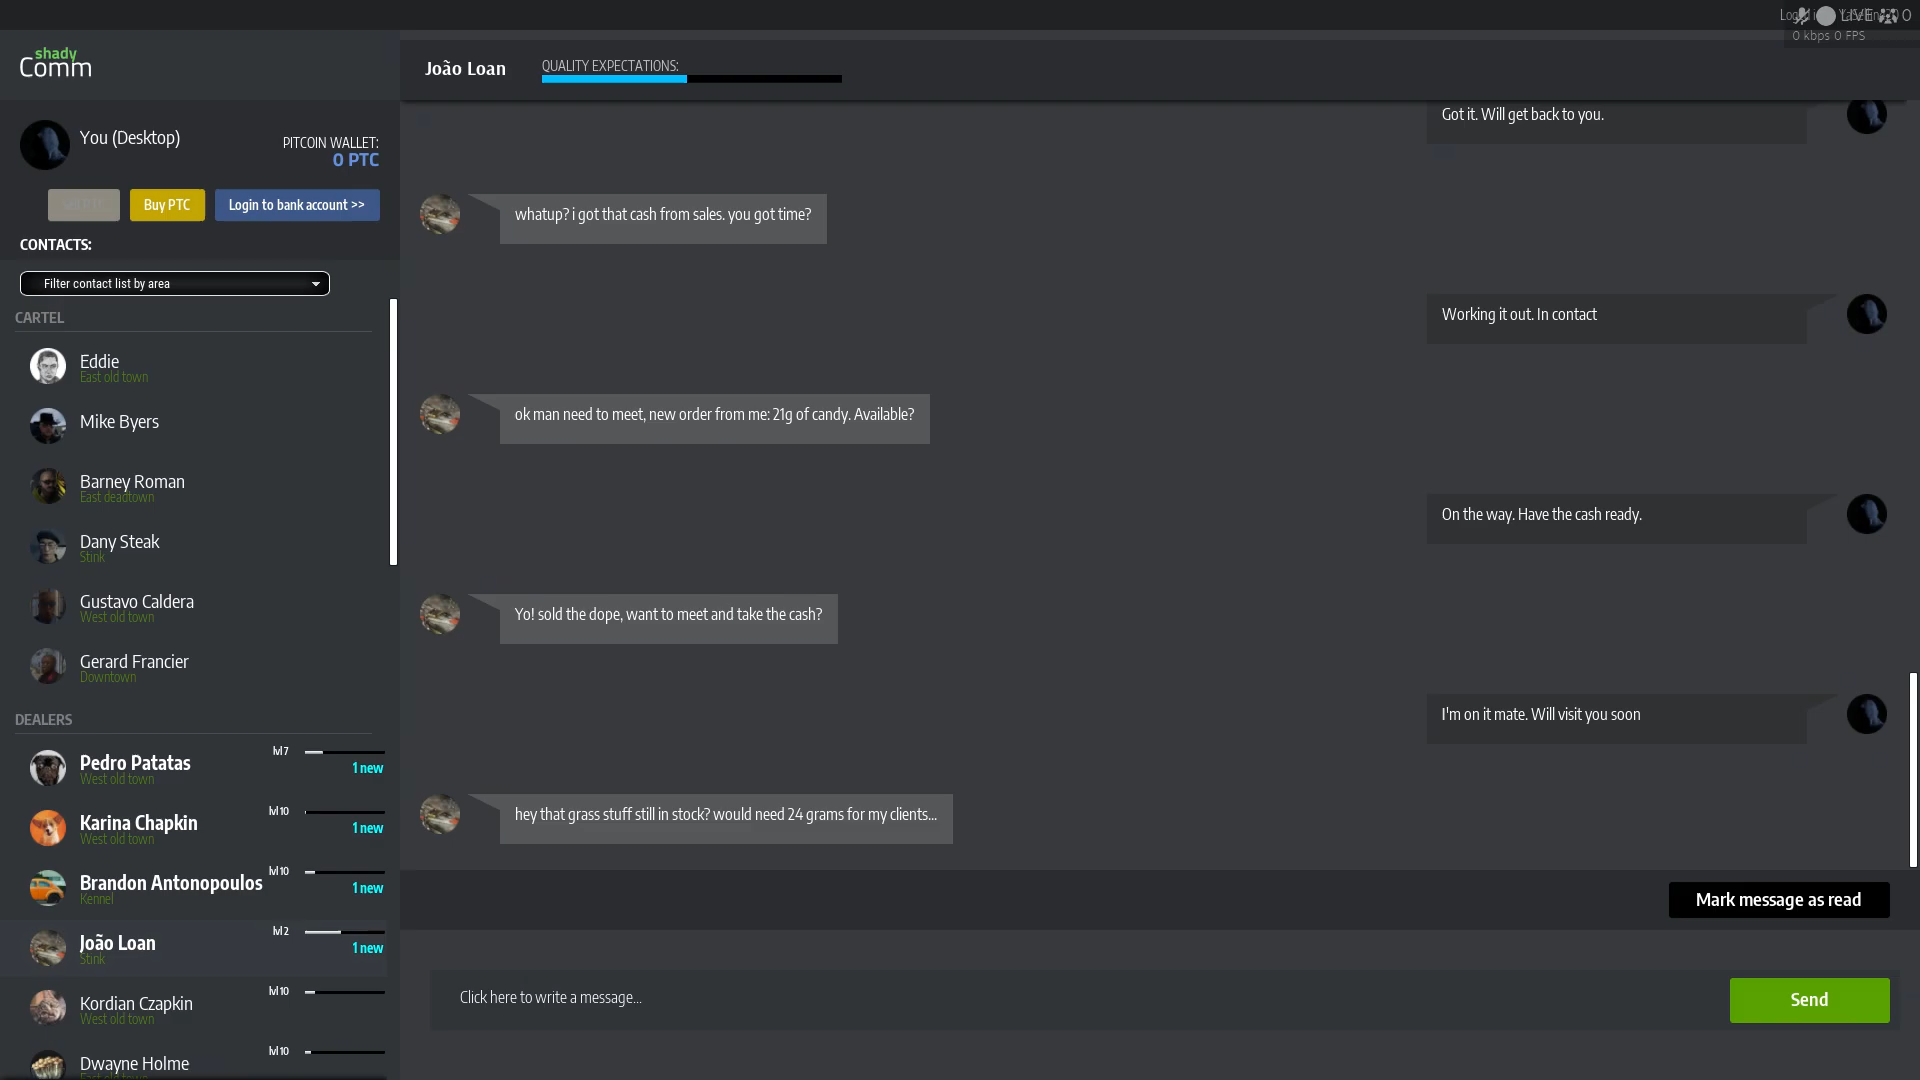 LIVE 0
0 kbps 0 FPS
shady
Comm
You (Desktop)
PITCOIN WALLET:
0 PTC
Buy PTC
Login to bank account >>
CONTACTS:
Filter contact list by area
CARTEL
Eddie
East old town
Mike Byers
Barney Roman
East deadtown
Dany Steak
Stink
Gustavo Caldera
West old town
Gerard Francier
Downtown
DEALERS
Pedro Patatas
West old town
lvl 7
1 new
Karina Chapkin
West old town
lvl 10
1 new
Brandon Antonopoulos
Kennel
lvl 10
1 new
João Loan
Stink
lvl 2
1 new
Kordian Czapkin
West old town
lvl 10
Dwayne Holme
East old town
lvl 10
João Loan
QUALITY EXPECTATIONS:
Got it. Will get back to you.
whatup? i got that cash from sales. you got time?
Working it out. In contact
ok man need to meet, new order from me: 21g of candy. Available?
On the way. Have the cash ready.
Yo! sold the dope, want to meet and take the cash?
I'm on it mate. Will visit you soon
hey that grass stuff still in stock? would need 24 grams for my clients...
Mark message as read
Click here to write a message...
Send